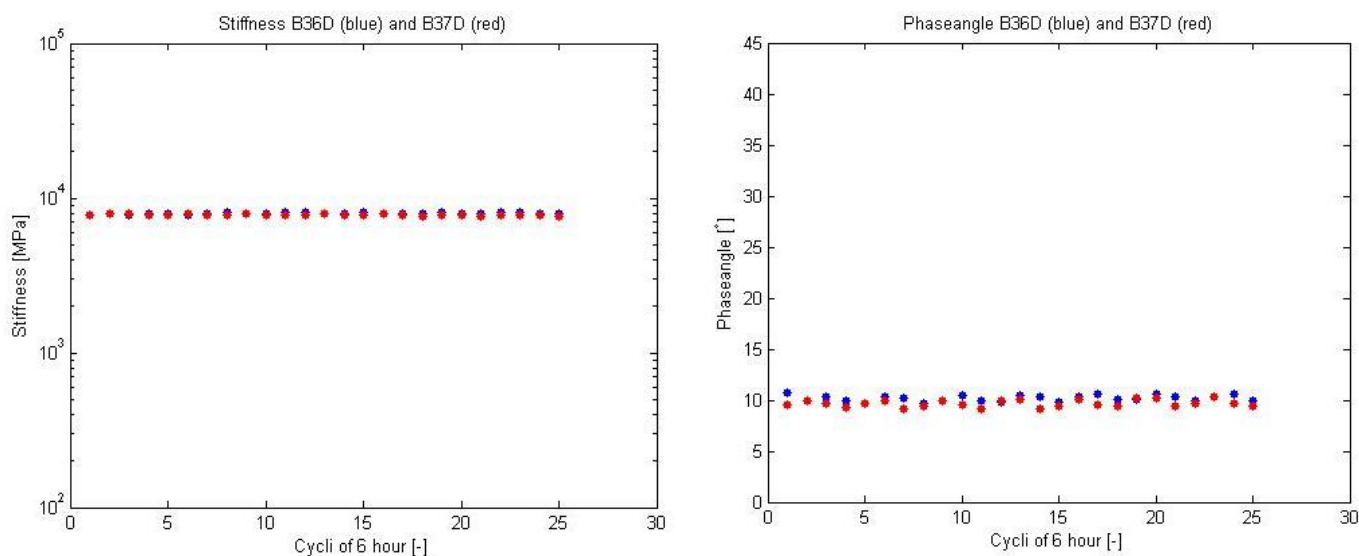 Stiffness B36D (blue) and B37D (red)
10^5
10^4
10^3
10^2
Stiffness [MPa]
0 5 10 15 20 25 30
Cycli of 6 hour [-]
Phaseangle B36D (blue) and B37D (red)
45
40
35
30
25
20
15
10
5
0
Phaseangle [°]
0 5 10 15 20 25 30
Cycli of 6 hour [-]